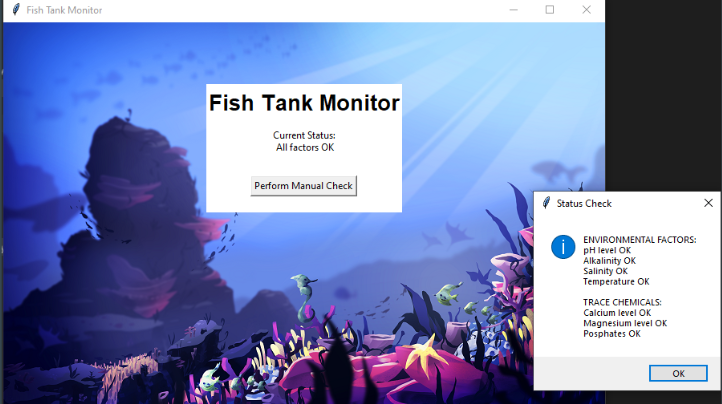 Fish Tank Monitor
Fish Tank Monitor
Current Status:
All factors OK
Perform Manual Check
Status Check
ENVIRONMENTAL FACTORS:
pH level OK
Alkalinity OK
Salinity OK
Temperature OK
TRACE CHEMICALS:
Calcium level OK
Magnesium level OK
Posphates OK
OK